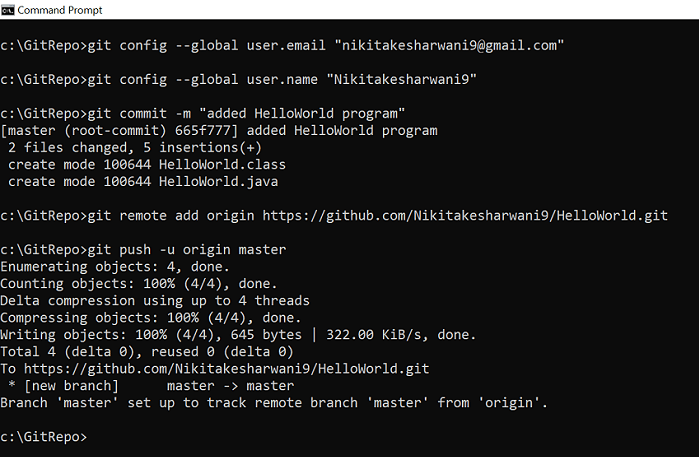 Command Prompt
c:\GitRepo>git config --global user.email "nikitakesharwani9@gmail.com"
c:\GitRepo>git config --global user.name "Nikitakesharwani9"
c:\GitRepo>git commit -m "added HelloWorld program"
[master (root-commit) 665f777] added HelloWorld program
 2 files changed, 5 insertions(+)
 create mode 100644 HelloWorld.class
 create mode 100644 HelloWorld.java
c:\GitRepo>git remote add origin https://github.com/Nikitakesharwani9/HelloWorld.git
c:\GitRepo>git push -u origin master
Enumerating objects: 4, done.
Counting objects: 100% (4/4), done.
Delta compression using up to 4 threads
Compressing objects: 100% (4/4), done.
Writing objects: 100% (4/4), 645 bytes | 322.00 KiB/s, done.
Total 4 (delta 0), reused 0 (delta 0)
To https://github.com/Nikitakesharwani9/HelloWorld.git
 * [new branch]      master -> master
Branch 'master' set up to track remote branch 'master' from 'origin'.
c:\GitRepo>